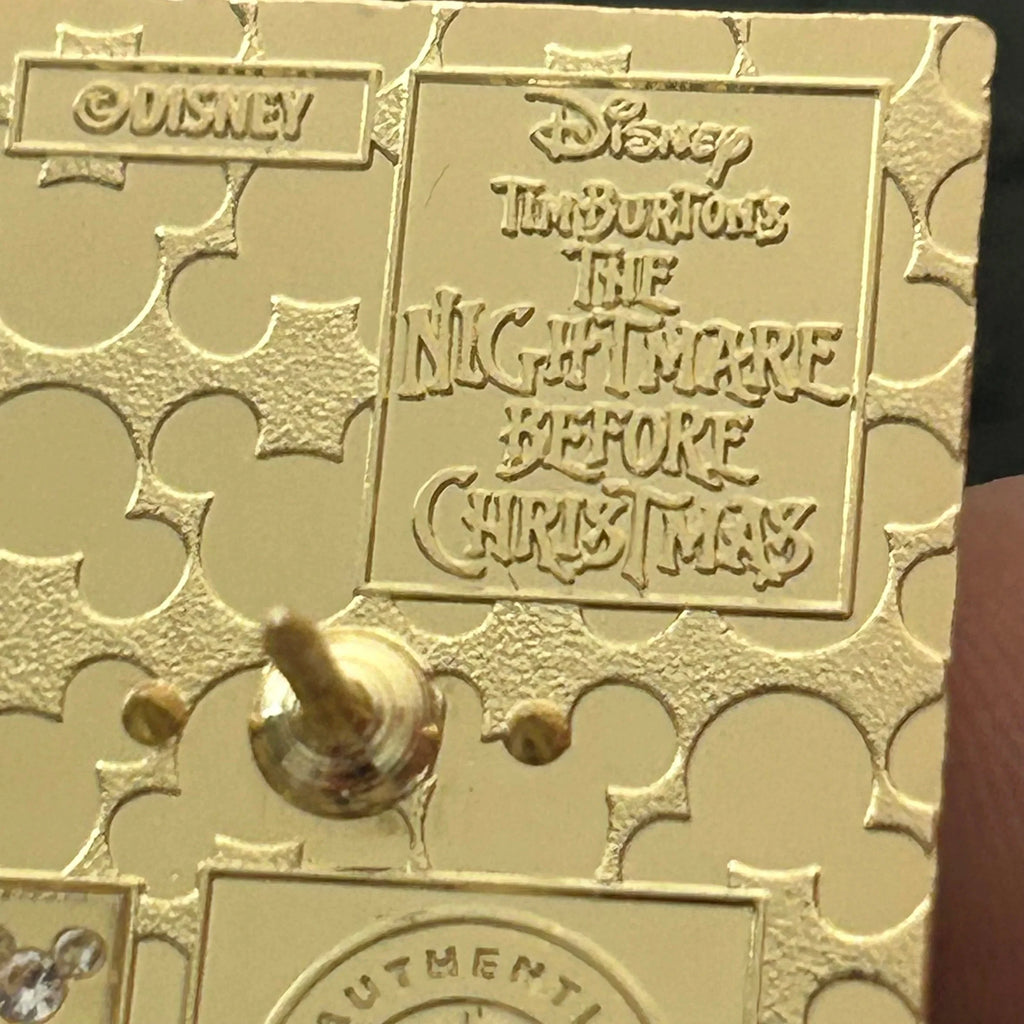 ©DISNEY
Disney
TIM BURTON'S
THE
NIGHTMARE
BEFORE
CHRISTMAS
AUTHENTI